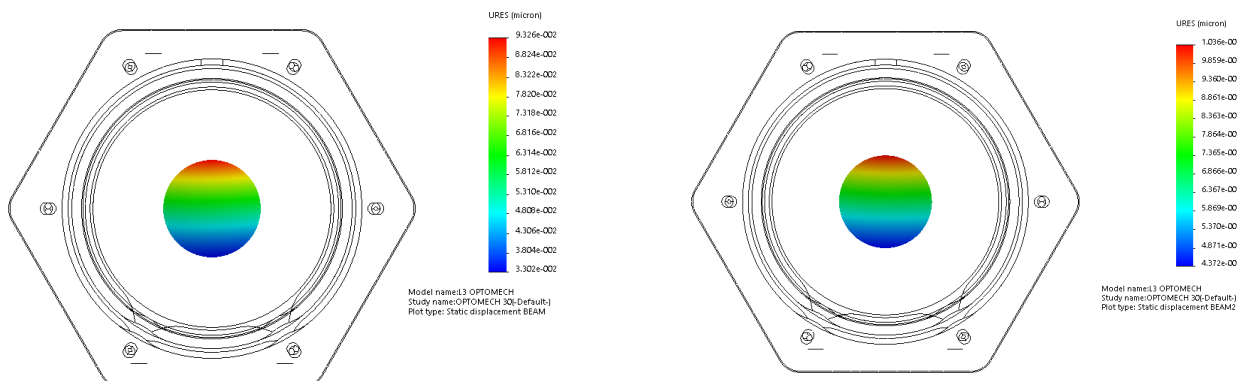 URES (micron)
9.326e-002
8.824e-002
8.322e-002
7.820e-002
7.318e-002
6.816e-002
6.314e-002
5.812e-002
5.310e-002
4.808e-002
4.306e-002
3.804e-002
3.302e-002
Model name:L3 OPTOMECH
Study name:OPTOMECH 30(-Default-)
Plot type: Static displacement BEAM
URES (micron)
1.036e-00
9.859e-00
9.360e-00
8.861e-00
8.363e-00
7.864e-00
7.365e-00
6.866e-00
6.367e-00
5.869e-00
5.370e-00
4.871e-00
4.372e-00
Model name:L3 OPTOMECH
Study name:OPTOMECH 30(-Default-)
Plot type: Static displacement BEAM2